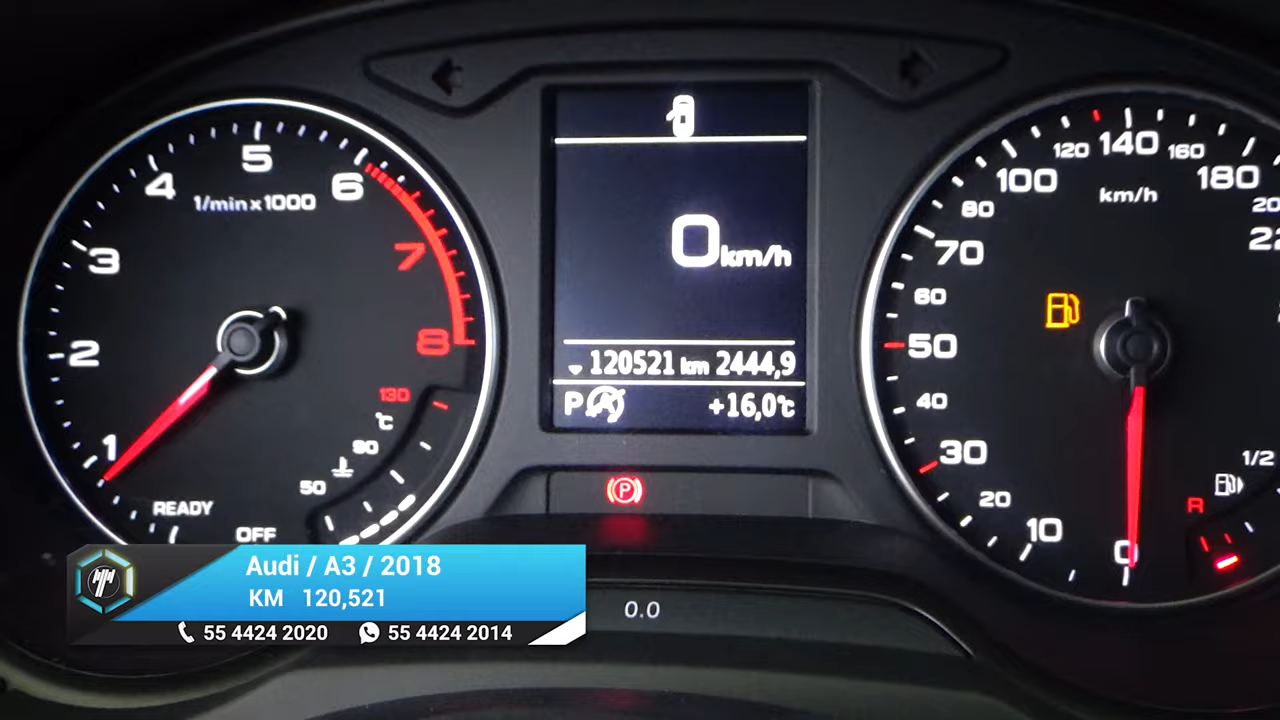 1
2
3
4
5
6
7
8
1/min x 1000
130
°C
90
50
READY
OFF
0 km/h
120521 km 2444,9
P A +16,0°C
P
0.0
0
10
20
30
40
50
60
70
80
100
120
140
160
180
km/h
1/2
R
Audi / A3 / 2018
KM 120,521
55 4424 2020 55 4424 2014